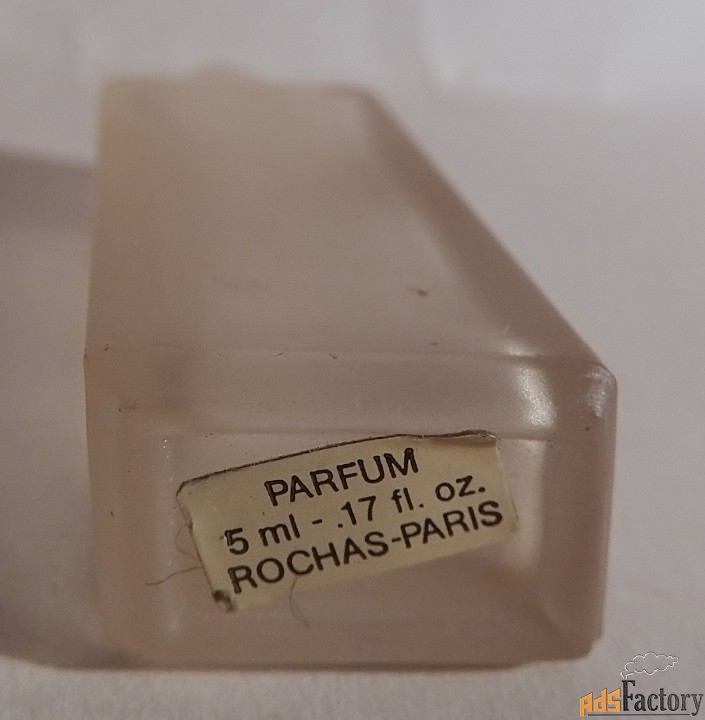 PARFUM
5 ml - .17 fl. oz.
ROCHAS-PARIS
adsFactory